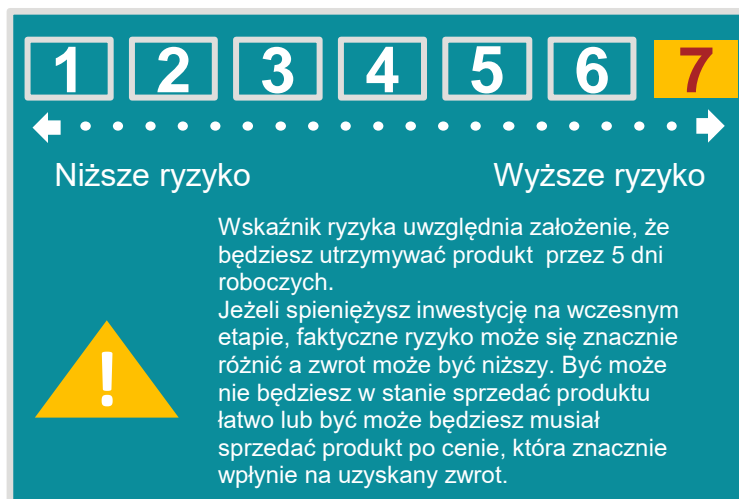 1 2 3 4 5 6 7
Niższe ryzyko Wyższe ryzyko
Wskaźnik ryzyka uwzględnia założenie, że
będziesz utrzymywać produkt przez 5 dni
roboczych.
Jeżeli spieniężysz inwestycję na wczesnym
etapie, faktyczne ryzyko może się znacznie
różnić a zwrot może być niższy. Być może
nie będziesz w stanie sprzedać produktu
łatwo lub być może będziesz musiał
sprzedać produkt po cenie, która znacznie
wpłynie na uzyskany zwrot.
!